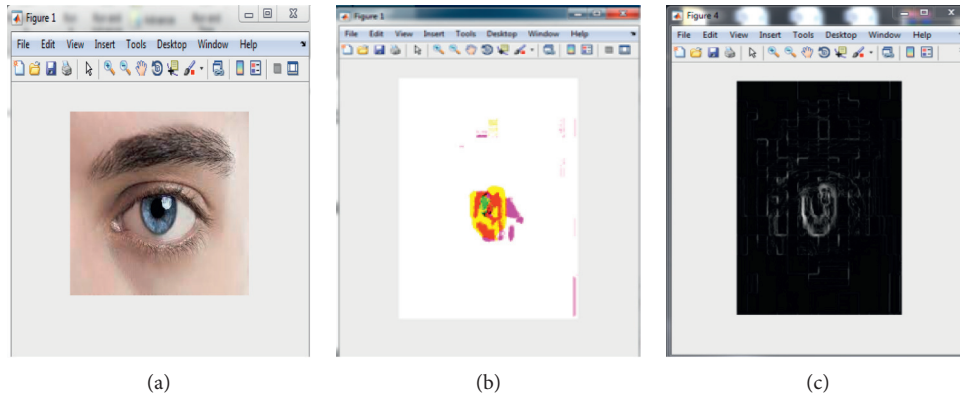 Figure 1
File Edit View Insert Tools Desktop Window Help
Figure 1
File Edit View Insert Tools Desktop Window Help
Figure 4
File Edit View Insert Tools Desktop Window Help
(a)
(b)
(c)